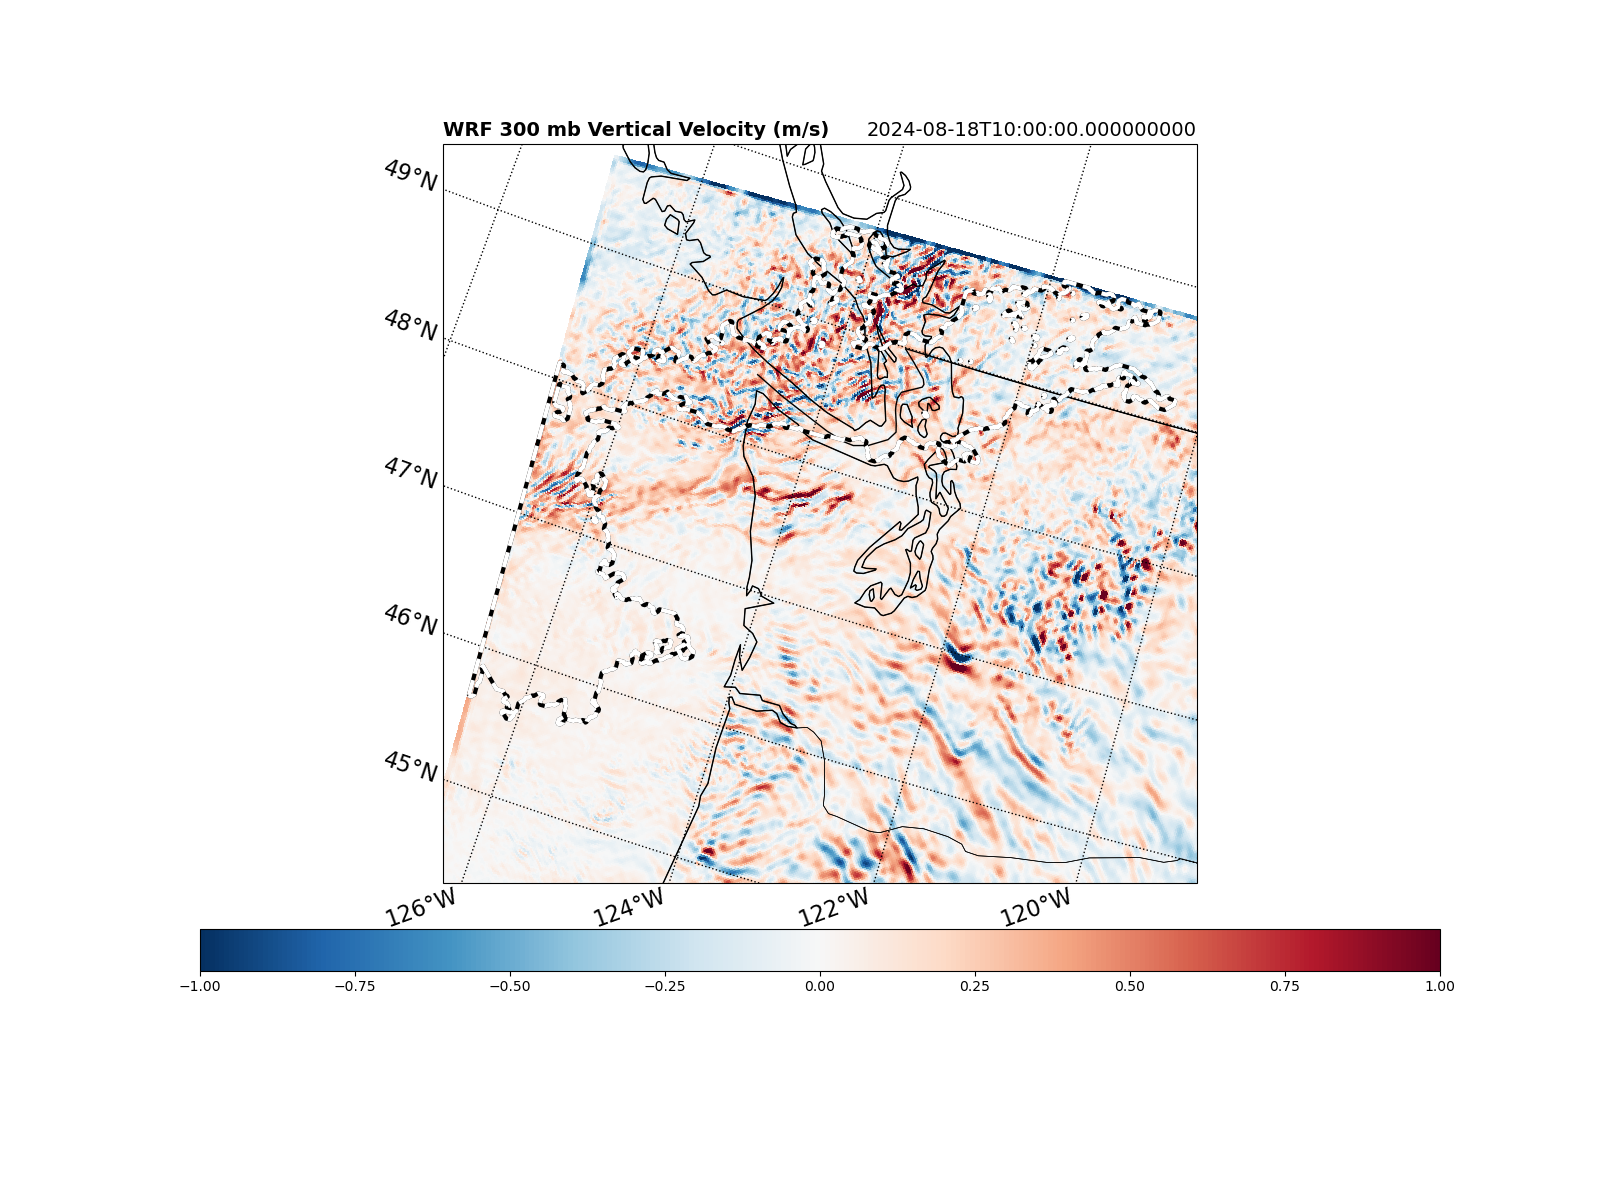 WRF 300 mb Vertical Velocity (m/s) 2024-08-18T10:00:00.000000000
49°N
48°N
47°N
46°N
45°N
126°W 124°W 122°W 120°W
−1.00 −0.75 −0.50 −0.25 0.00 0.25 0.50 0.75 1.00